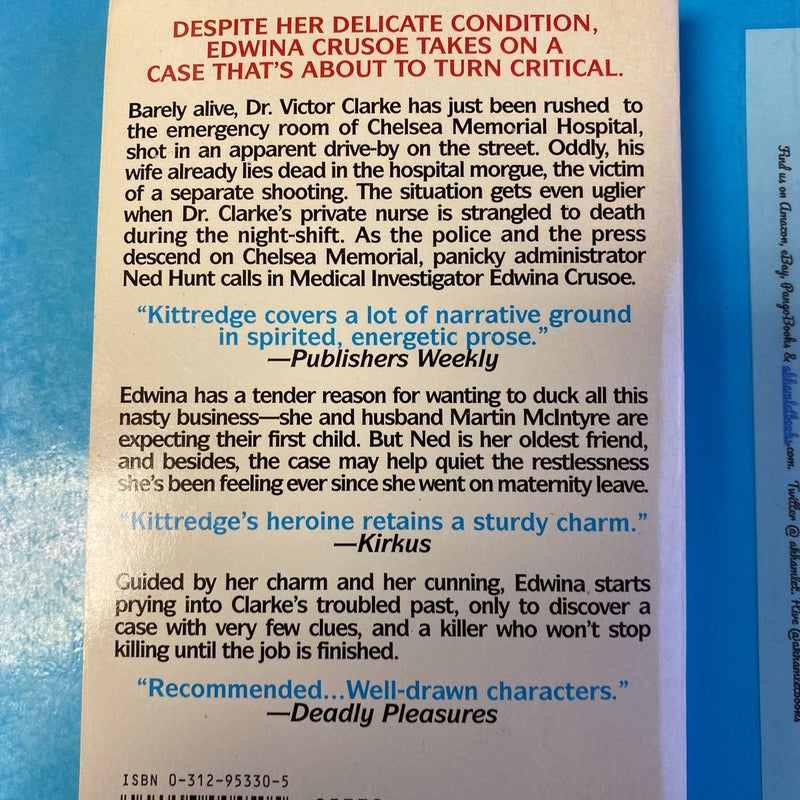 DESPITE HER DELICATE CONDITION,
EDWINA CRUSOE TAKES ON A
CASE THAT'S ABOUT TO TURN CRITICAL.
Barely alive, Dr. Victor Clarke has just been rushed to
the emergency room of Chelsea Memorial Hospital,
shot in an apparent drive-by on the street. Oddly, his
wife already lies dead in the hospital morgue, the victim
of a separate shooting. The situation gets even uglier
when Dr. Clarke's private nurse is strangled to death
during the night-shift. As the police and the press
descend on Chelsea Memorial, panicky administrator
Ned Hunt calls in Medical Investigator Edwina Crusoe.
"Kittredge covers a lot of narrative ground
in spirited, energetic prose."
—Publishers Weekly
Edwina has a tender reason for wanting to duck all this
nasty business—she and husband Martin McIntyre are
expecting their first child. But Ned is her oldest friend,
and besides, the case may help quiet the restlessness
she's been feeling ever since she went on maternity leave.
"Kittredge's heroine retains a sturdy charm."
—Kirkus
Guided by her charm and her cunning, Edwina starts
prying into Clarke's troubled past, only to discover a
case with very few clues, and a killer who won't stop
killing until the job is finished.
"Recommended...Well-drawn characters."
—Deadly Pleasures
ISBN 0-312-95330-5
Find us on Amazon, eBay, PangoBooks & akhamletbooks.com. Twitter @ akhamlet. Hive @akhamletbooks